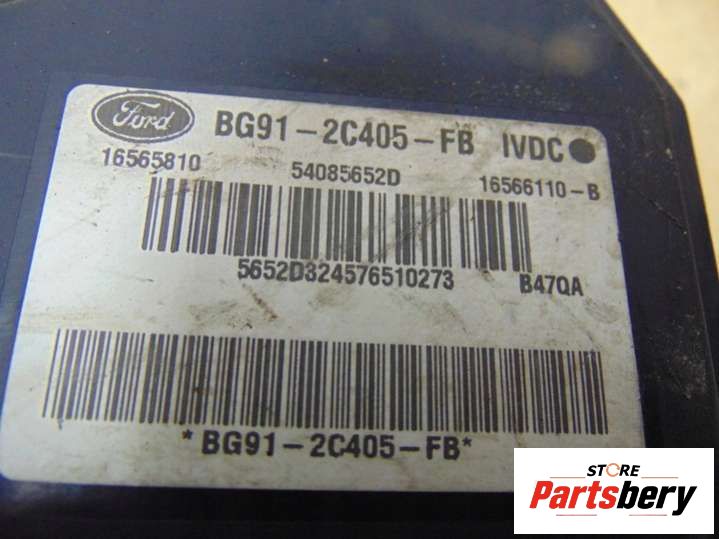 Ford BG91-2C405-FB IVDC
16565810 54085652D 16566110-B
5652D324576510273 B47QA
*BG91-2C405-FB*
STORE
Partsbery